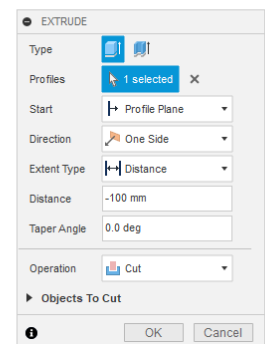 EXTRUDE
Type
Profiles 1 selected
Start Profile Plane
Direction One Side
Extent Type Distance
Distance -100 mm
Taper Angle 0.0 deg
Operation Cut
Objects To Cut
OK Cancel